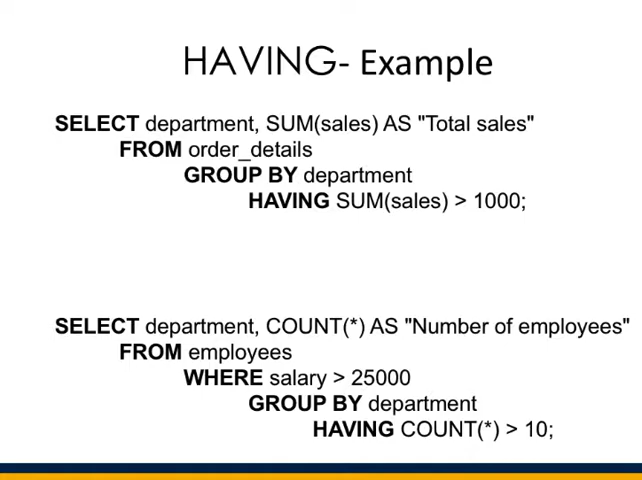 HAVING- Example
SELECT department, SUM(sales) AS "Total sales"
FROM order_details
GROUP BY department
HAVING SUM(sales) > 1000;
SELECT department, COUNT(*) AS "Number of employees"
FROM employees
WHERE salary > 25000
GROUP BY department
HAVING COUNT(*) > 10;